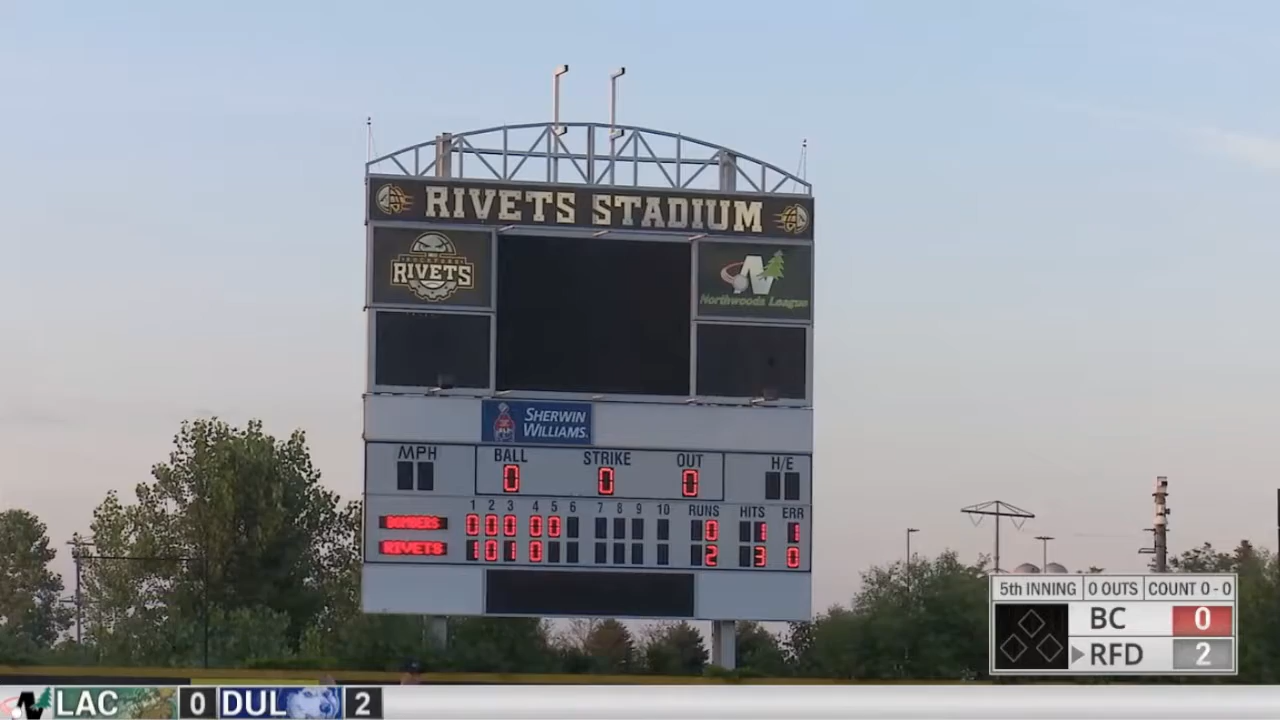 RIVETS STADIUM
RIVETS
Northwoods League
SHERWIN
WILLIAMS.
MPH BALL STRIKE OUT H/E
0 0 0
1 2 3 4 5 6 7 8 9 10 RUNS HITS ERR
BOMBERS 0 0 0 0 0 0 1 1
RIVETS 1 0 1 0 2 3 0
5th INNING 0 OUTS COUNT 0 - 0
BC 0
RFD 2
LAC 0 DUL 2